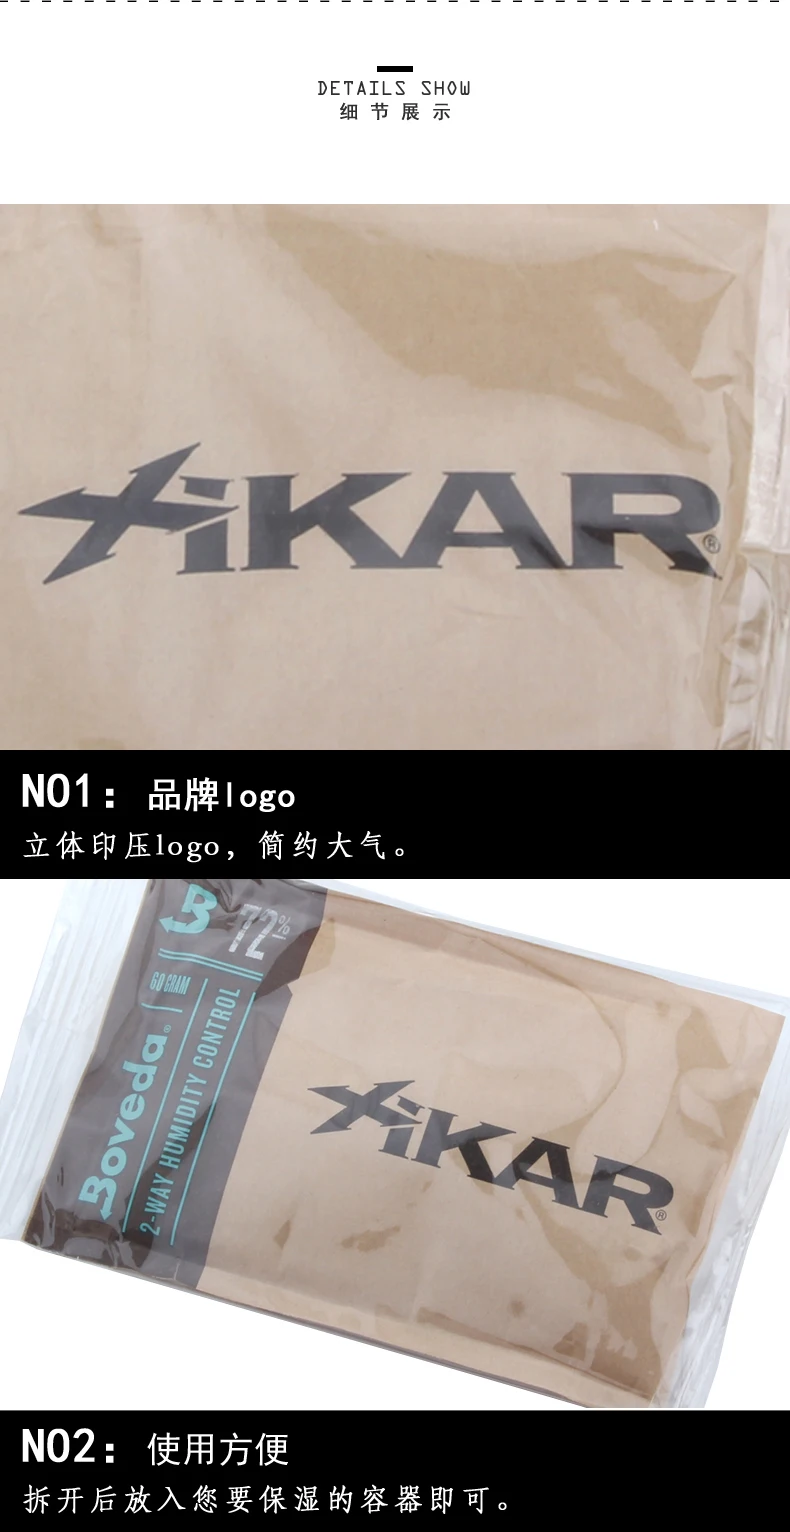 DETAILS SHOW
细节展示
XIKAR®
NO1：品牌logo
立体印压logo，简约大气。
72%
60 GRAM
Boveda®
2-WAY HUMIDITY CONTROL
XIKAR®
NO2：使用方便
拆开后放入您要保湿的容器即可。